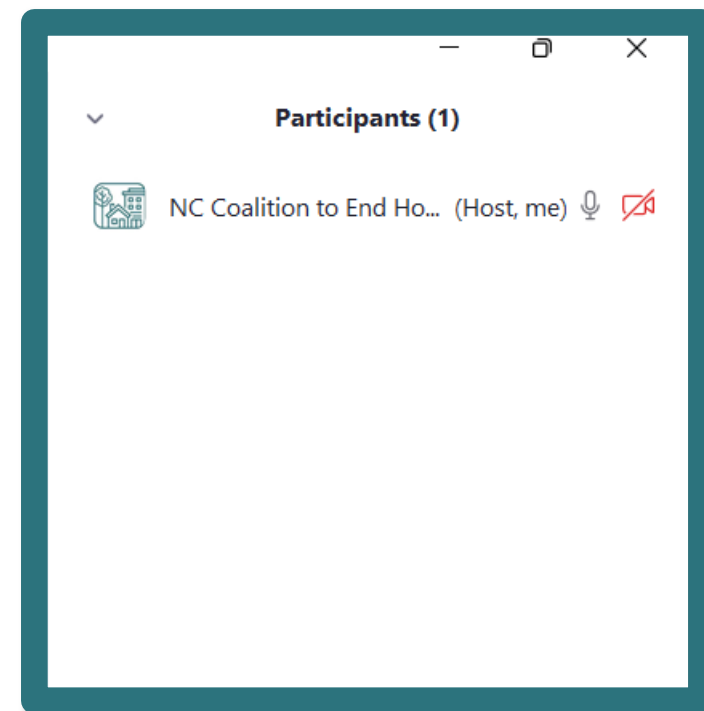 Participants (1)
NC Coalition to End Ho... (Host, me)